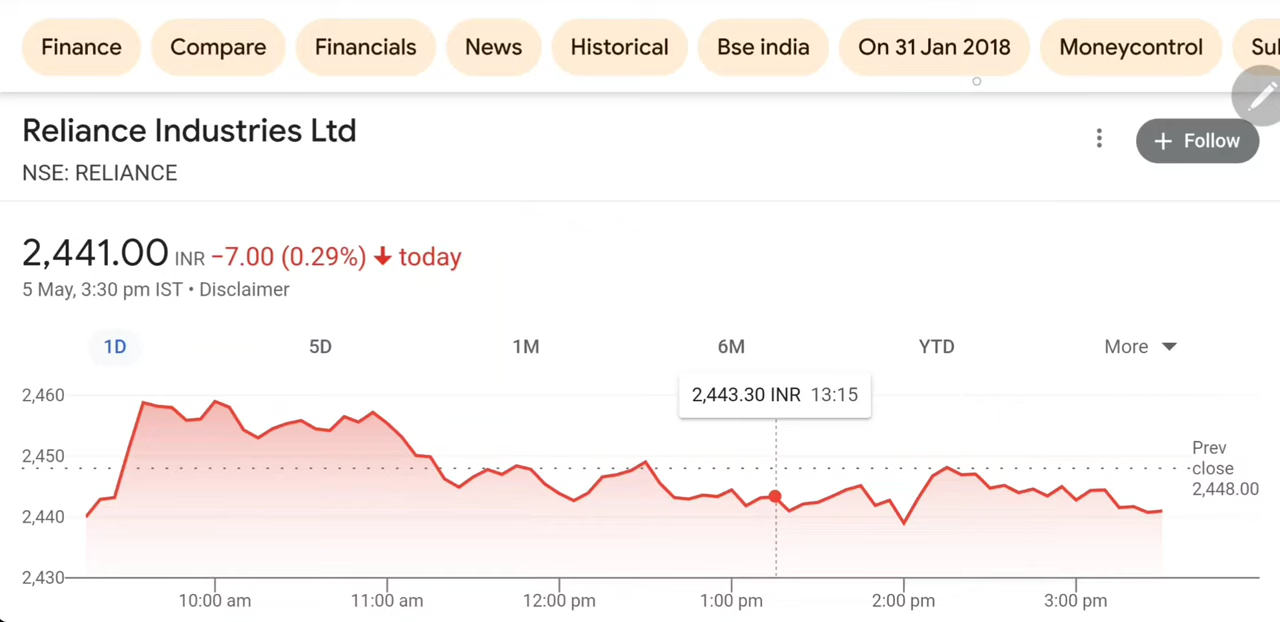 Finance Compare Financials News Historical Bse india On 31 Jan 2018 Moneycontrol
Reliance Industries Ltd
+ Follow
NSE: RELIANCE
2,441.00 INR −7.00 (0.29%) ↓ today
5 May, 3:30 pm IST • Disclaimer
1D 5D 1M 6M YTD More
2,443.30 INR 13:15
2,460
2,450
2,440
2,430
Prev
close
2,448.00
10:00 am 11:00 am 12:00 pm 1:00 pm 2:00 pm 3:00 pm